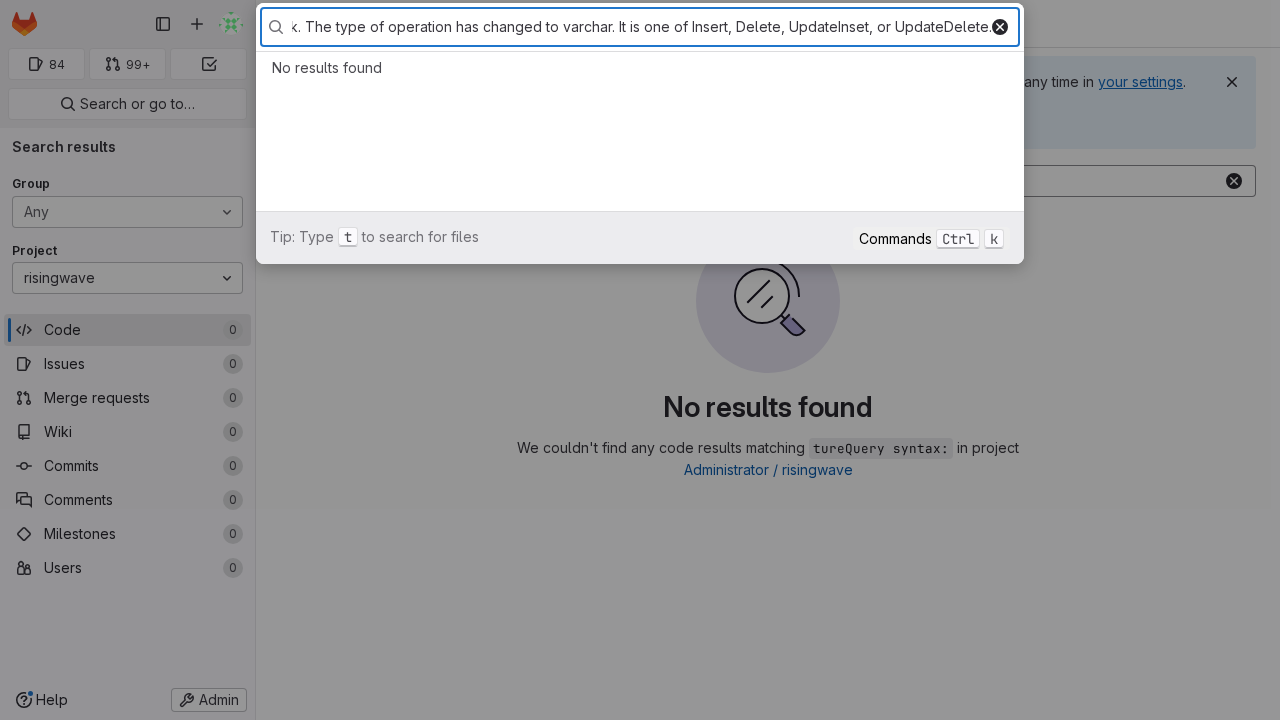 k. The type of operation has changed to varchar. It is one of Insert, Delete, UpdateInset, or UpdateDelete.
No results found
Tip: Type t to search for files
Commands Ctrl k
84
99+
Search or go to…
Search results
Group
Any
Project
risingwave
Code 0
Issues 0
Merge requests 0
Wiki 0
Commits 0
Comments 0
Milestones 0
Users 0
Help
Admin
any time in your settings.
No results found
We couldn't find any code results matching tureQuery syntax: in project
Administrator / risingwave